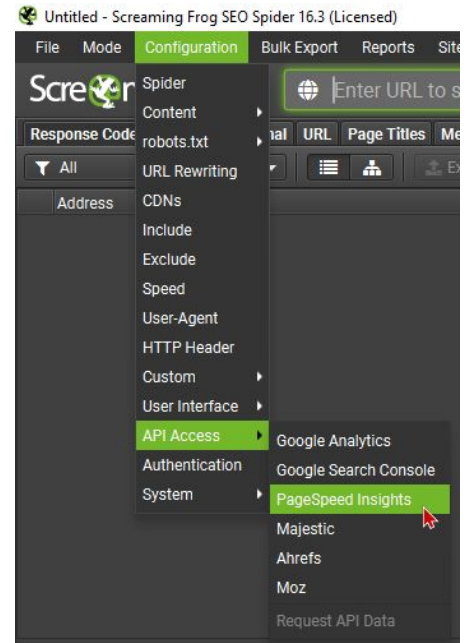 Untitled - Screaming Frog SEO Spider 16.3 (Licensed)
File Mode Configuration Bulk Export Reports
Enter URL to s
Spider
Content
robots.txt
URL Rewriting
CDNs
Include
Exclude
Speed
User-Agent
HTTP Header
Custom
User Interface
API Access
Authentication
System
Response Code URL Page Titles
All
Address
Google Analytics
Google Search Console
PageSpeed Insights
Majestic
Ahrefs
Moz
Request API Data